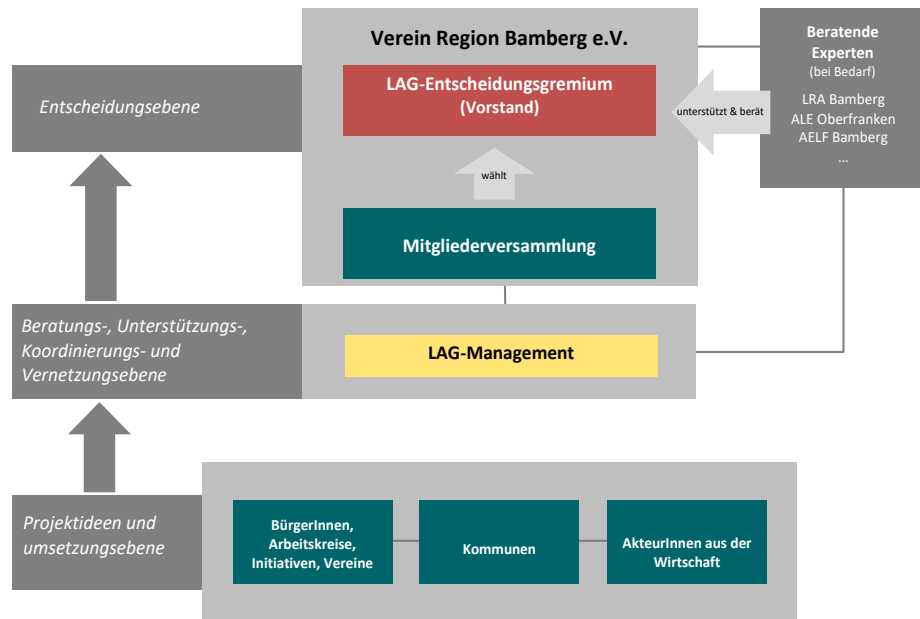 Verein Region Bamberg e.V.
Entscheidungsebene
LAG-Entscheidungsgremium
(Vorstand)
wählt
Mitgliederversammlung
unterstützt & berät
Beratende
Experten
(bei Bedarf)
LRA Bamberg
ALE Oberfranken
AELF Bamberg
...
Beratungs-, Unterstützungs-,
Koordinierungs- und
Vernetzungsebene
LAG-Management
Projektideen und
umsetzungsebene
BürgerInnen,
Arbeitskreise,
Initiativen, Vereine
Kommunen
AkteurInnen aus der
Wirtschaft